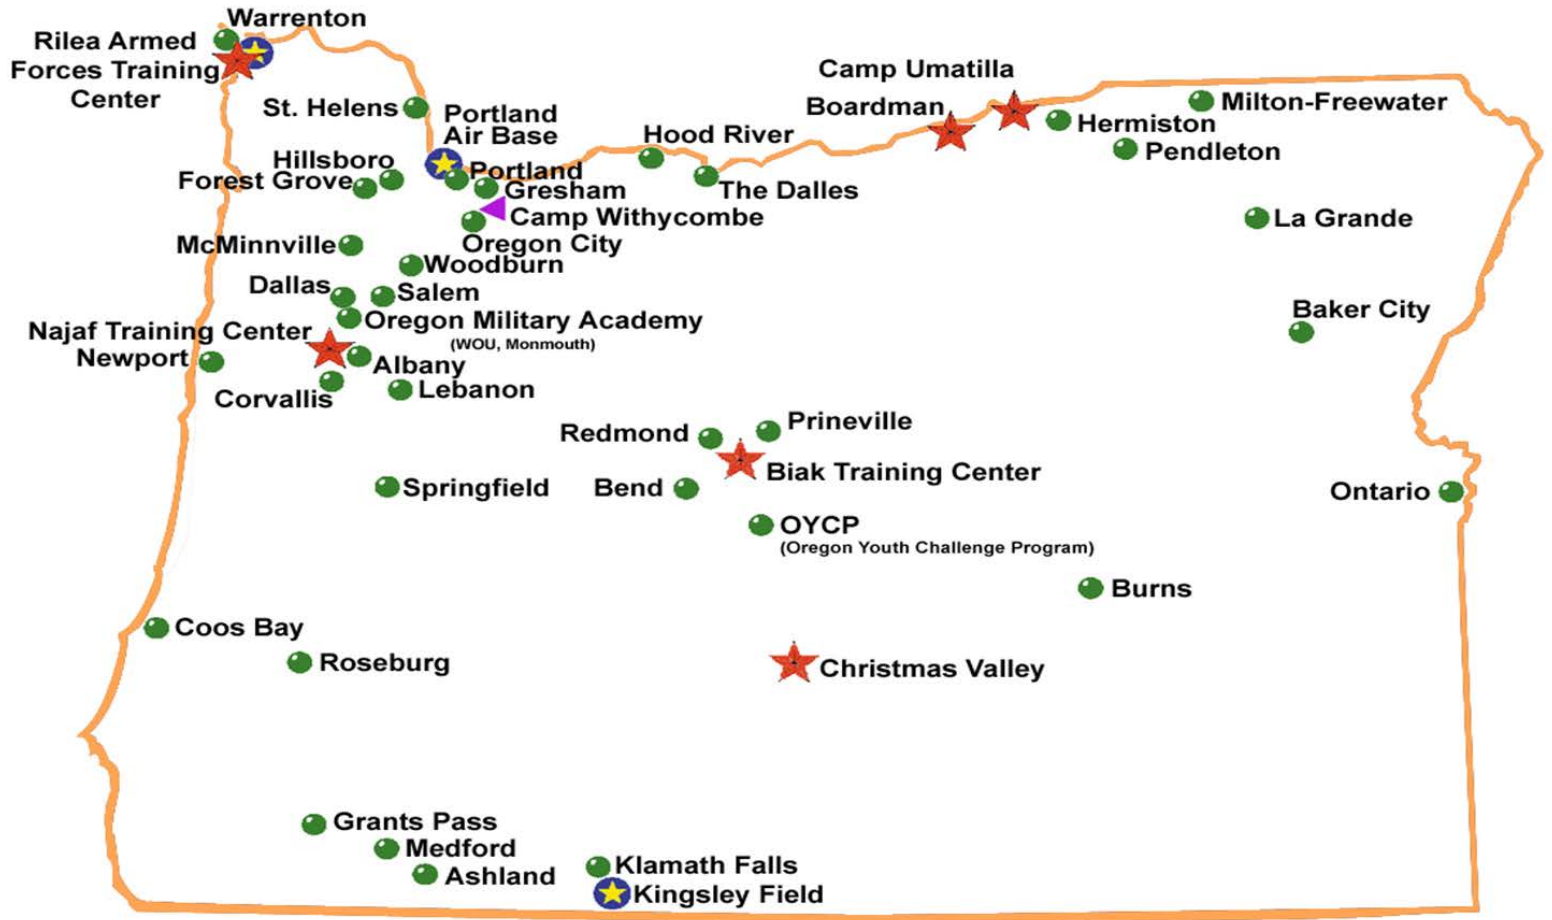 Warrenton
Rilea Armed
Forces Training
Center
Camp Umatilla
Boardman
Milton-Freewater
St. Helens
Portland
Air Base
Hermiston
Hood River
Pendleton
Hillsboro
Forest Grove
Portland
Gresham
The Dalles
Camp Withycombe
La Grande
Oregon City
McMinnville
Woodburn
Dallas
Salem
Baker City
Oregon Military Academy
(WOU, Monmouth)
Najaf Training Center
Newport
Albany
Lebanon
Corvallis
Prineville
Redmond
Biak Training Center
Springfield
Bend
Ontario
OYCP
(Oregon Youth Challenge Program)
Burns
Coos Bay
Roseburg
Christmas Valley
Grants Pass
Medford
Ashland
Klamath Falls
Kingsley Field